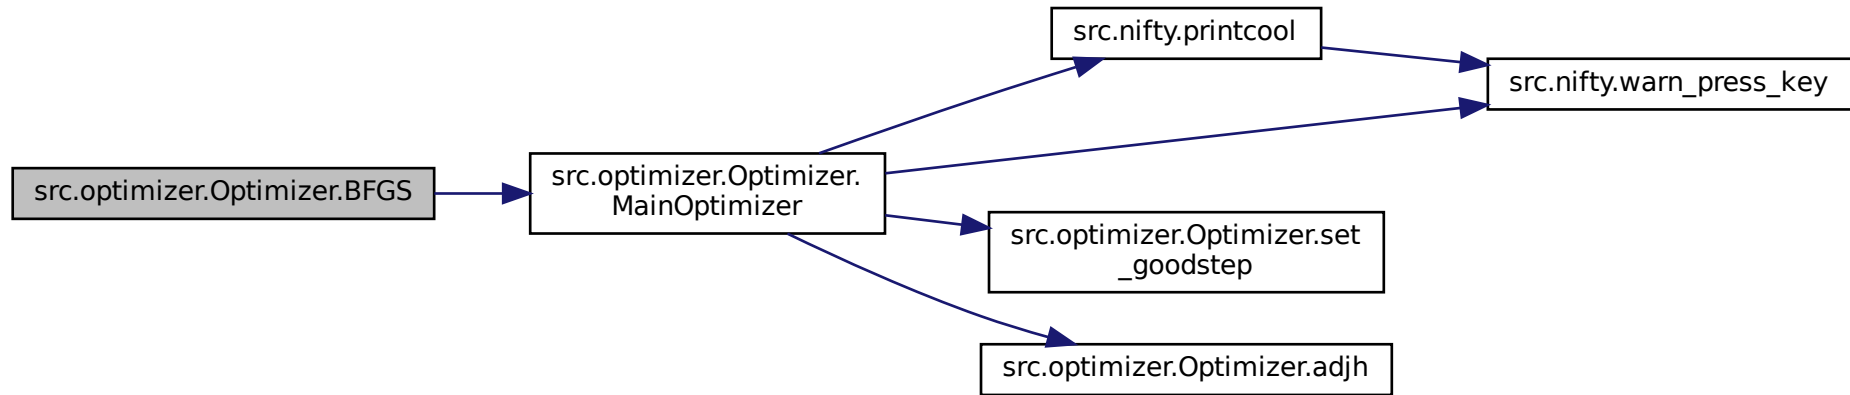 src.optimizer.Optimizer.BFGS
src.optimizer.Optimizer.
MainOptimizer
src.nifty.printcool
src.nifty.warn_press_key
src.optimizer.Optimizer.set
_goodstep
src.optimizer.Optimizer.adjh